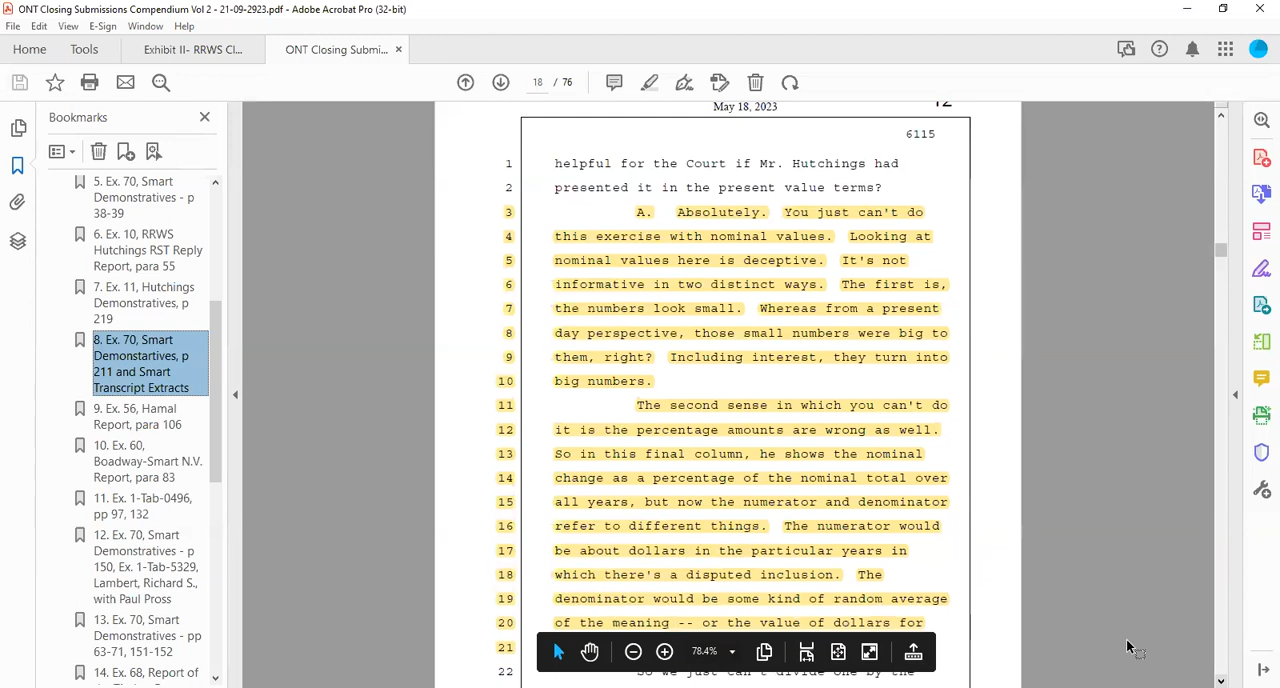 ONT Closing Submissions Compendium Vol 2 - 21-09-2923.pdf - Adobe Acrobat Pro (32-bit)
File Edit View E-Sign Window Help
Home Tools Exhibit II- RRWS Cl... ONT Closing Submi... ×
18 / 76
Bookmarks
5. Ex. 70, Smart
Demonstratives - p
38-39
6. Ex. 10, RRWS
Hutchings RST Reply
Report, para 55
7. Ex. 11, Hutchings
Demonstratives, p
219
8. Ex. 70, Smart
Demonstartives, p
211 and Smart
Transcript Extracts
9. Ex. 56, Hamal
Report, para 106
10. Ex. 60,
Boadway-Smart N.V.
Report, para 83
11. Ex. 1-Tab-0496,
pp 97, 132
12. Ex. 70, Smart
Demonstratives - p
150, Ex. 1-Tab-5329,
Lambert, Richard S.,
with Paul Pross
13. Ex. 70, Smart
Demonstratives - pp
63-71, 151-152
14. Ex. 68, Report of
May 18, 2023
6115
1 helpful for the Court if Mr. Hutchings had
2 presented it in the present value terms?
3 A. Absolutely. You just can't do
4 this exercise with nominal values. Looking at
5 nominal values here is deceptive. It's not
6 informative in two distinct ways. The first is,
7 the numbers look small. Whereas from a present
8 day perspective, those small numbers were big to
9 them, right? Including interest, they turn into
10 big numbers.
11 The second sense in which you can't do
12 it is the percentage amounts are wrong as well.
13 So in this final column, he shows the nominal
14 change as a percentage of the nominal total over
15 all years, but now the numerator and denominator
16 refer to different things. The numerator would
17 be about dollars in the particular years in
18 which there's a disputed inclusion. The
19 denominator would be some kind of random average
20 of the meaning -- or the value of dollars for
21
22 So we just can't divide one by the
78.4%